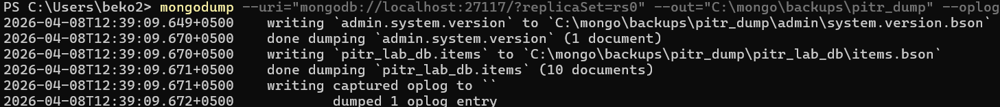 PS C:\Users\beko2> mongodump --uri="mongodb://localhost:27117/?replicaSet=rs0" --out="C:\mongo\backups\pitr_dump" --oplog
2026-04-08T12:39:09.649+0500    writing `admin.system.version` to `C:\mongo\backups\pitr_dump\admin\system.version.bson`
2026-04-08T12:39:09.670+0500    done dumping `admin.system.version` (1 document)
2026-04-08T12:39:09.670+0500    writing `pitr_lab_db.items` to `C:\mongo\backups\pitr_dump\pitr_lab_db\items.bson`
2026-04-08T12:39:09.671+0500    done dumping `pitr_lab_db.items` (10 documents)
2026-04-08T12:39:09.671+0500    writing captured oplog to ``
2026-04-08T12:39:09.672+0500            dumped 1 oplog entry